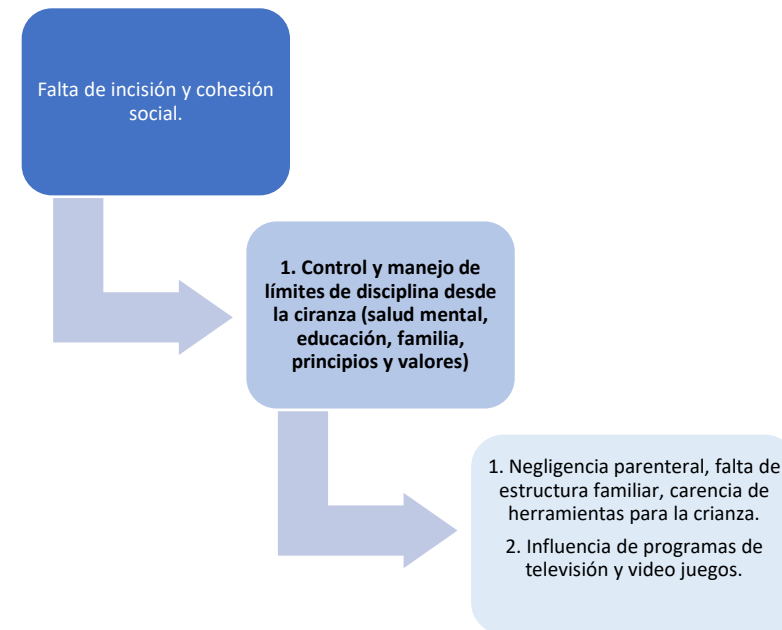 Falta de incisión y cohesión
social.
1. Control y manejo de
límites de disciplina desde
la ciranza (salud mental,
educación, familia,
principios y valores)
1. Negligencia parenteral, falta de
estructura familiar, carencia de
herramientas para la crianza.
2. Influencia de programas de
televisión y video juegos.